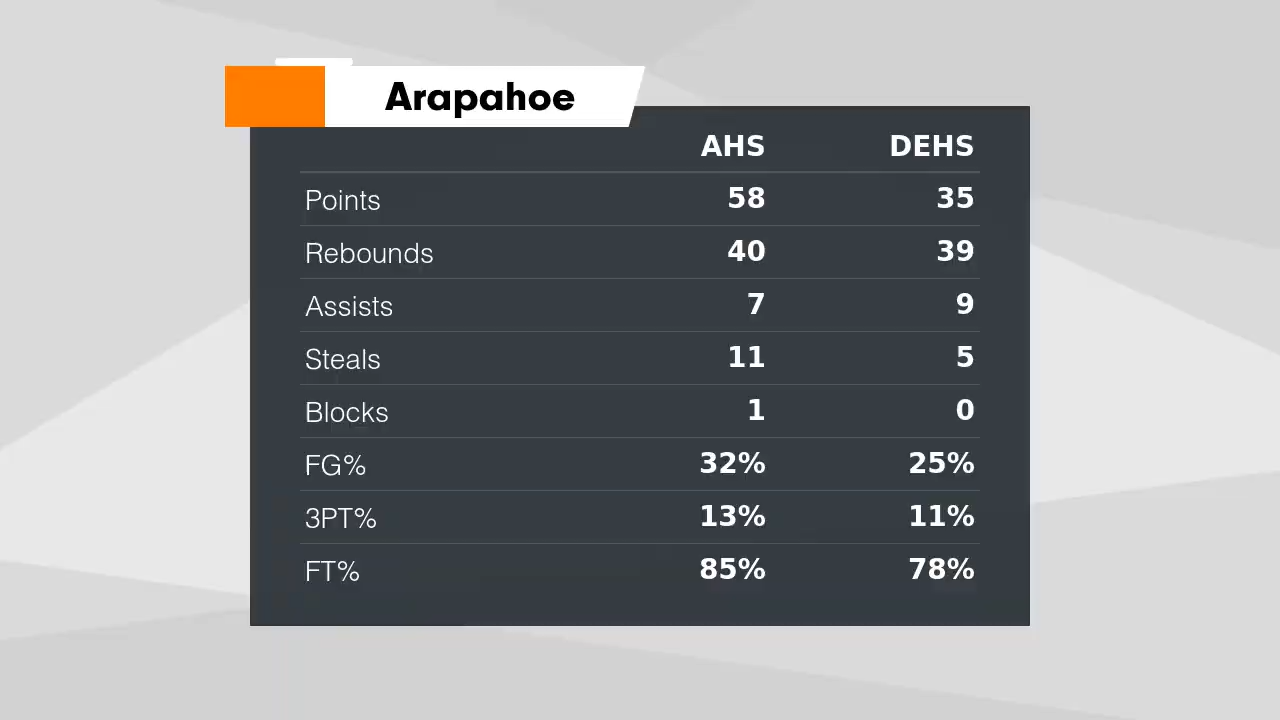 Arapahoe
AHS DEHS
Points 58 35
Rebounds 40 39
Assists 7 9
Steals 11 5
Blocks 1 0
FG% 32% 25%
3PT% 13% 11%
FT% 85% 78%